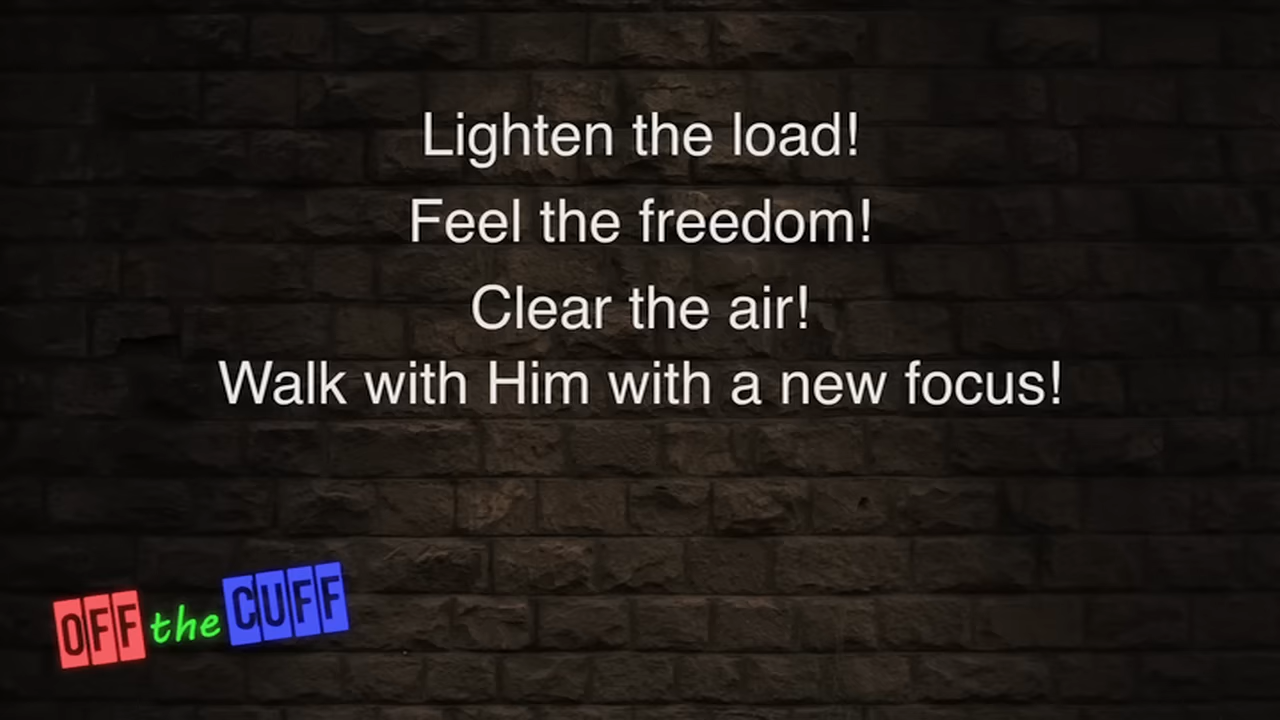 Lighten the load!
Feel the freedom!
Clear the air!
Walk with Him with a new focus!
OFF the CUFF